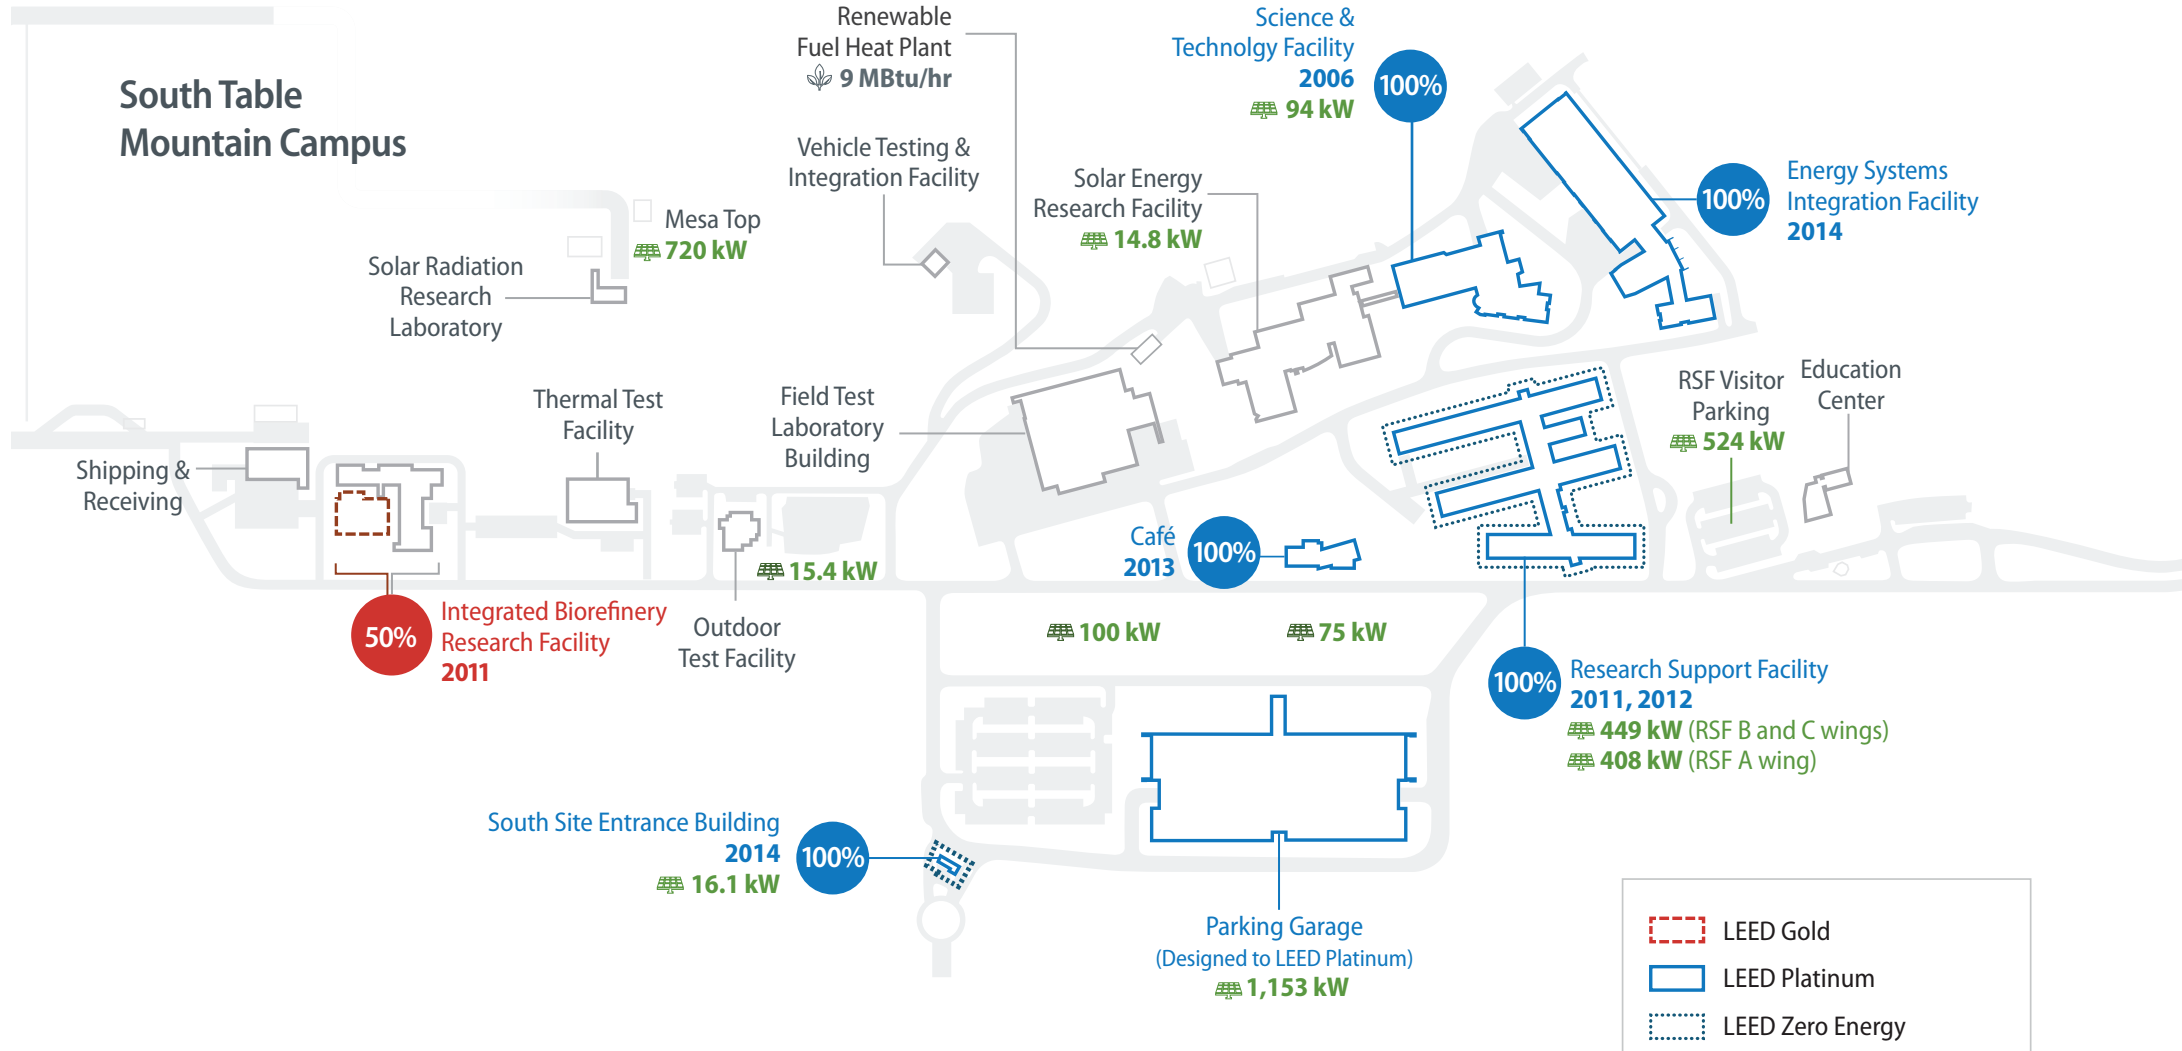 South Table
Mountain Campus
Renewable
Fuel Heat Plant
9 MBtu/hr
Science &
Technolgy Facility
2006
94 kW
100%
Vehicle Testing &
Integration Facility
Solar Energy
Research Facility
14.8 kW
100%
Energy Systems
Integration Facility
2014
Mesa Top
720 kW
Solar Radiation
Research
Laboratory
Thermal Test
Facility
Field Test
Laboratory
Building
RSF Visitor
Parking
524 kW
Education
Center
Shipping &
Receiving
Café
2013
100%
15.4 kW
50%
Integrated Biorefinery
Research Facility
2011
Outdoor
Test Facility
100 kW
75 kW
100%
Research Support Facility
2011, 2012
449 kW (RSF B and C wings)
408 kW (RSF A wing)
South Site Entrance Building
2014
16.1 kW
100%
Parking Garage
(Designed to LEED Platinum)
1,153 kW
LEED Gold
LEED Platinum
LEED Zero Energy